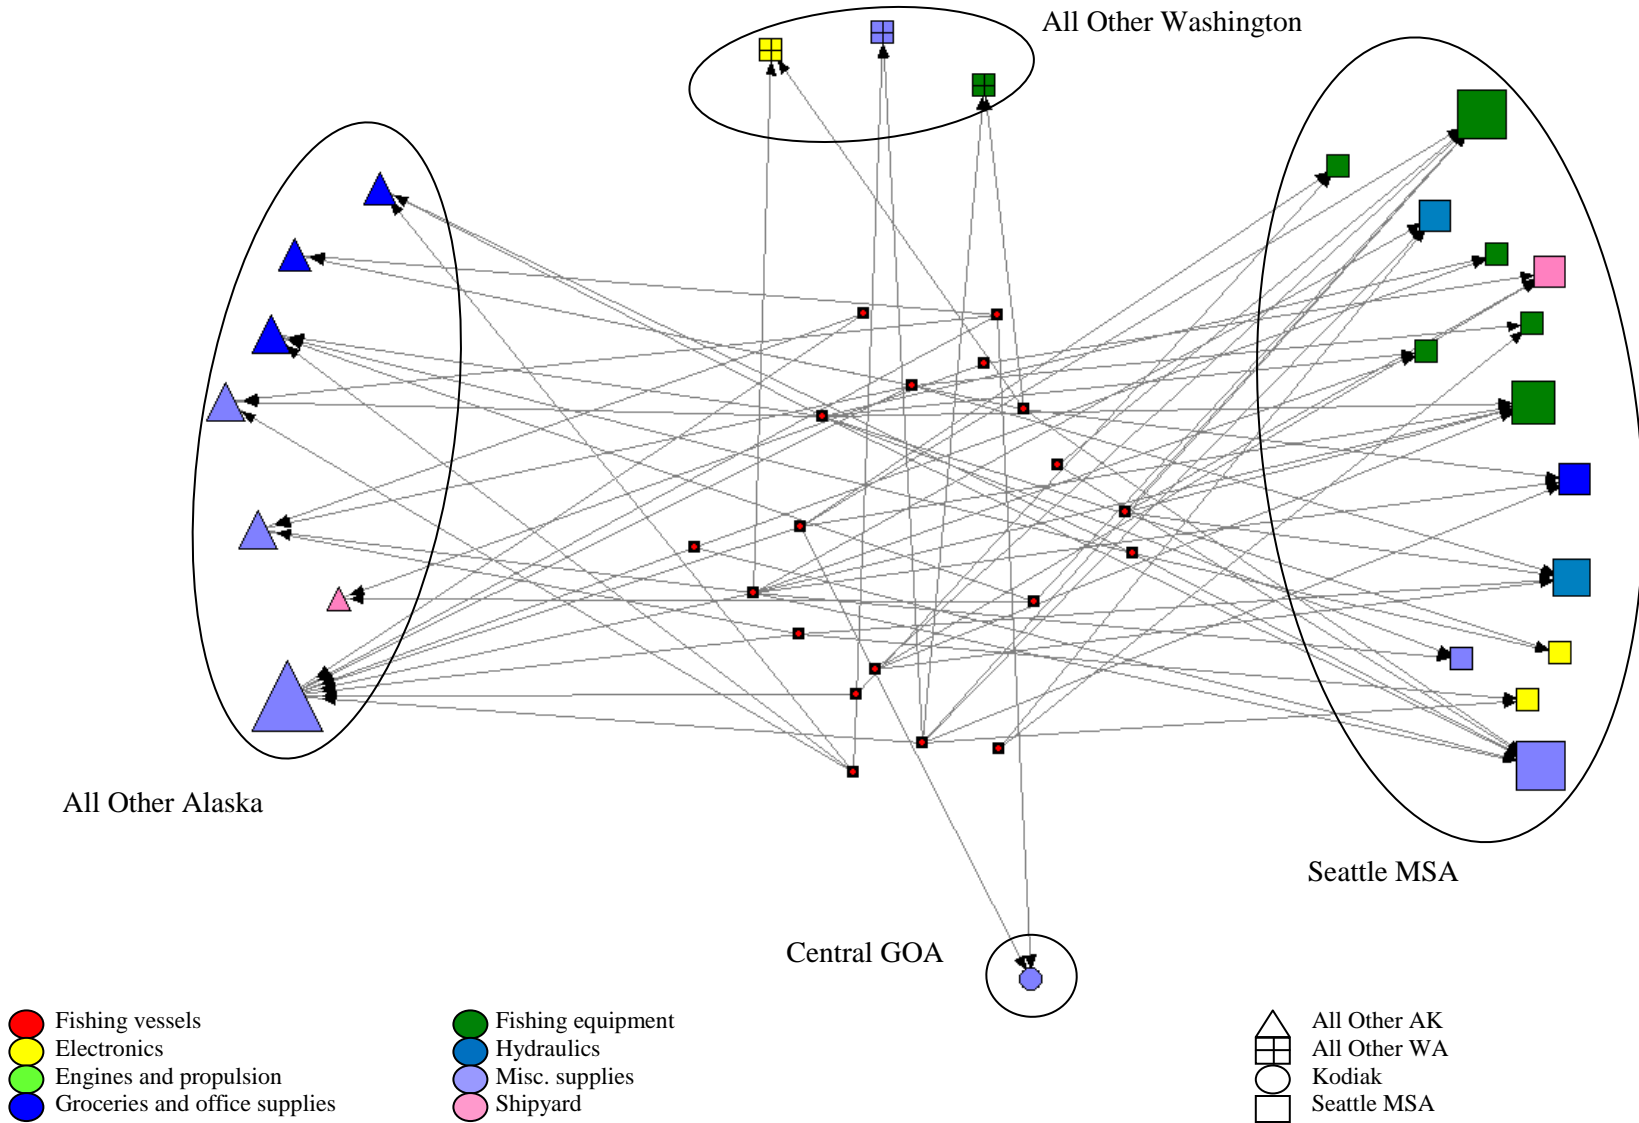 All Other Washington
All Other Alaska
Seattle MSA
Central GOA
Fishing vessels
Electronics
Engines and propulsion
Groceries and office supplies
Fishing equipment
Hydraulics
Misc. supplies
Shipyard
All Other AK
All Other WA
Kodiak
Seattle MSA